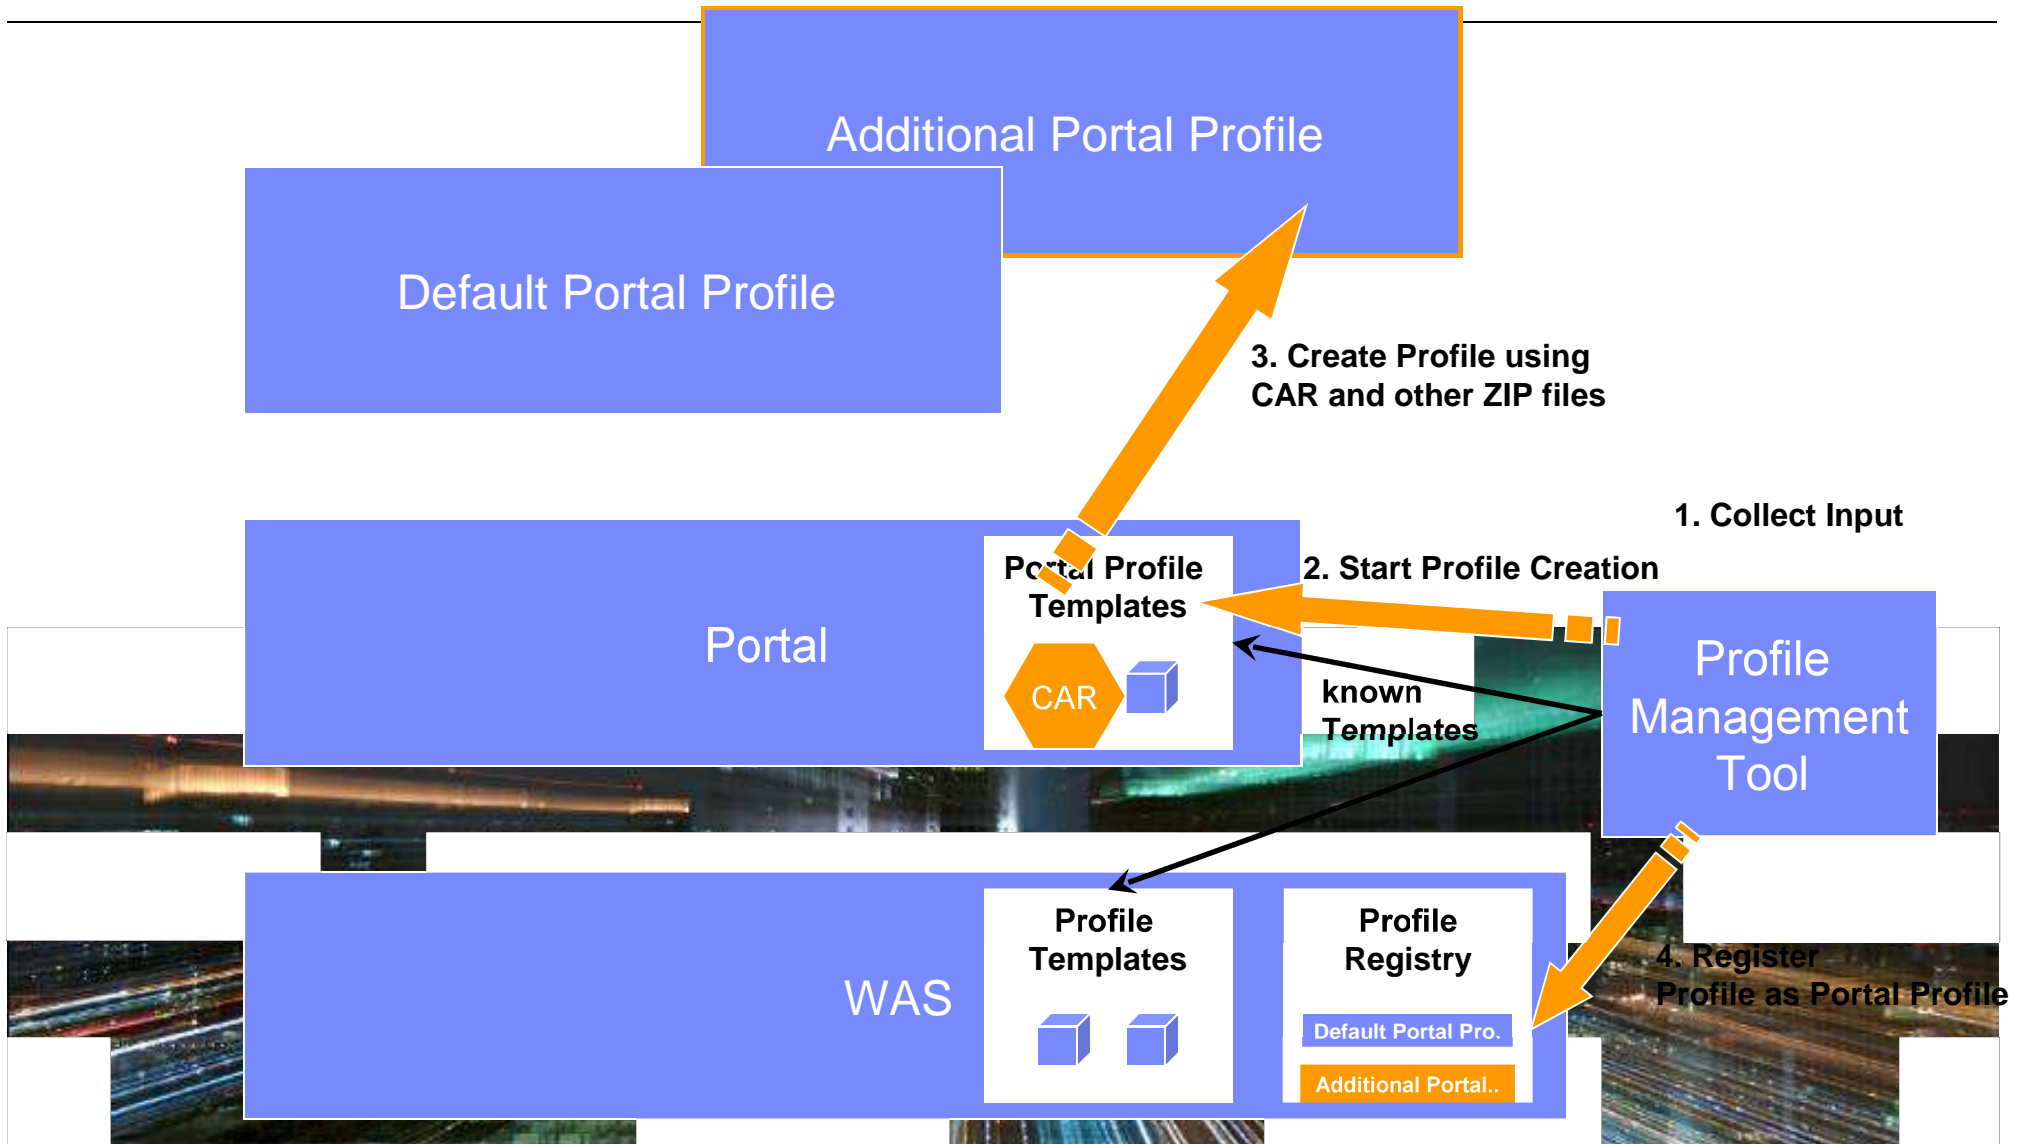 Additional Portal Profile
Default Portal Profile
3. Create Profile using
CAR and other ZIP files
1. Collect Input
2. Start Profile Creation
Portal Profile
Templates
Portal
CAR
known
Templates
Profile
Management
Tool
WAS
Profile
Templates
Profile
Registry
Default Portal Pro.
Additional Portal..
4. Register
Profile as Portal Profile